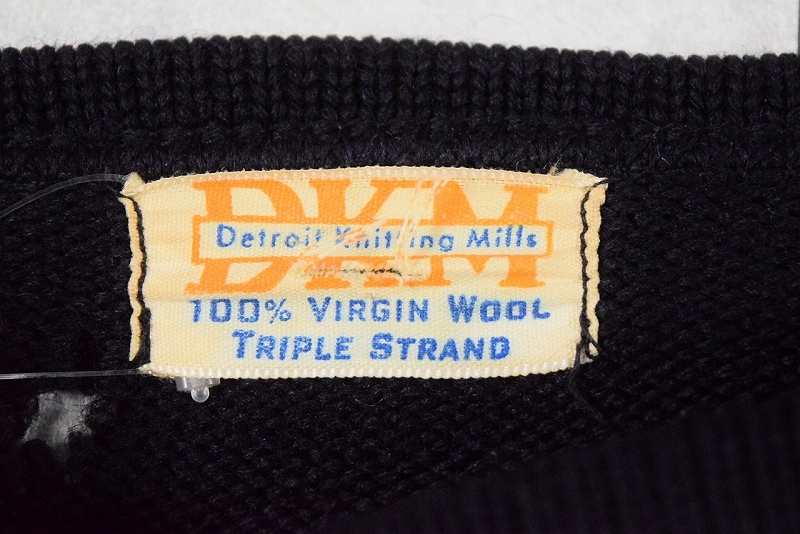 DKM
Detroit Knitting Mills
100% VIRGIN WOOL
TRIPLE STRAND